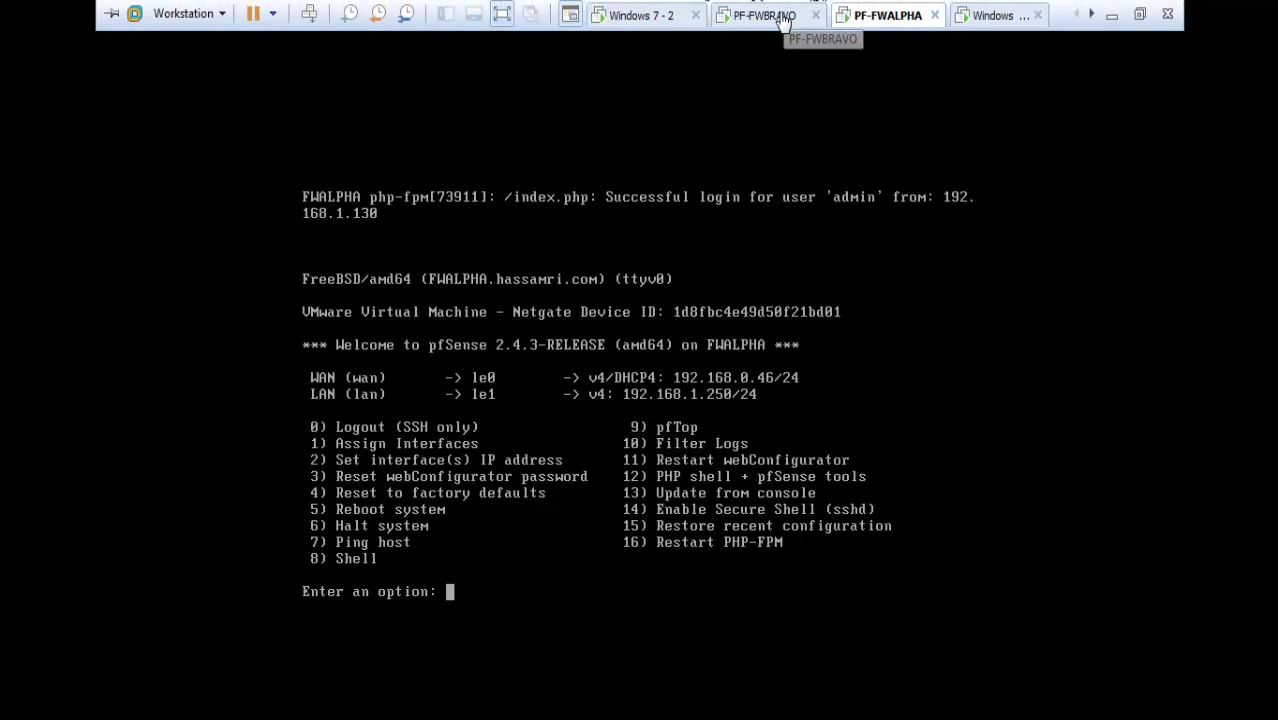 Workstation
Windows 7 - 2
PF-FWBRAVO
PF-FWALPHA
Windows ...
PF-FWBRAVO
FWALPHA php-fpm[73911]: /index.php: Successful login for user 'admin' from: 192.
168.1.130
FreeBSD/amd64 (FWALPHA.hassamri.com) (ttyv0)
VMware Virtual Machine - Netgate Device ID: 1d8fbc4e49d50f21bd01
*** Welcome to pfSense 2.4.3-RELEASE (amd64) on FWALPHA ***
WAN (wan) -> le0 -> v4/DHCP4: 192.168.0.46/24
LAN (lan) -> le1 -> v4: 192.168.1.250/24
0) Logout (SSH only) 9) pfTop
1) Assign Interfaces 10) Filter Logs
2) Set interface(s) IP address 11) Restart webConfigurator
3) Reset webConfigurator password 12) PHP shell + pfSense tools
4) Reset to factory defaults 13) Update from console
5) Reboot system 14) Enable Secure Shell (sshd)
6) Halt system 15) Restore recent configuration
7) Ping host 16) Restart PHP-FPM
8) Shell
Enter an option: